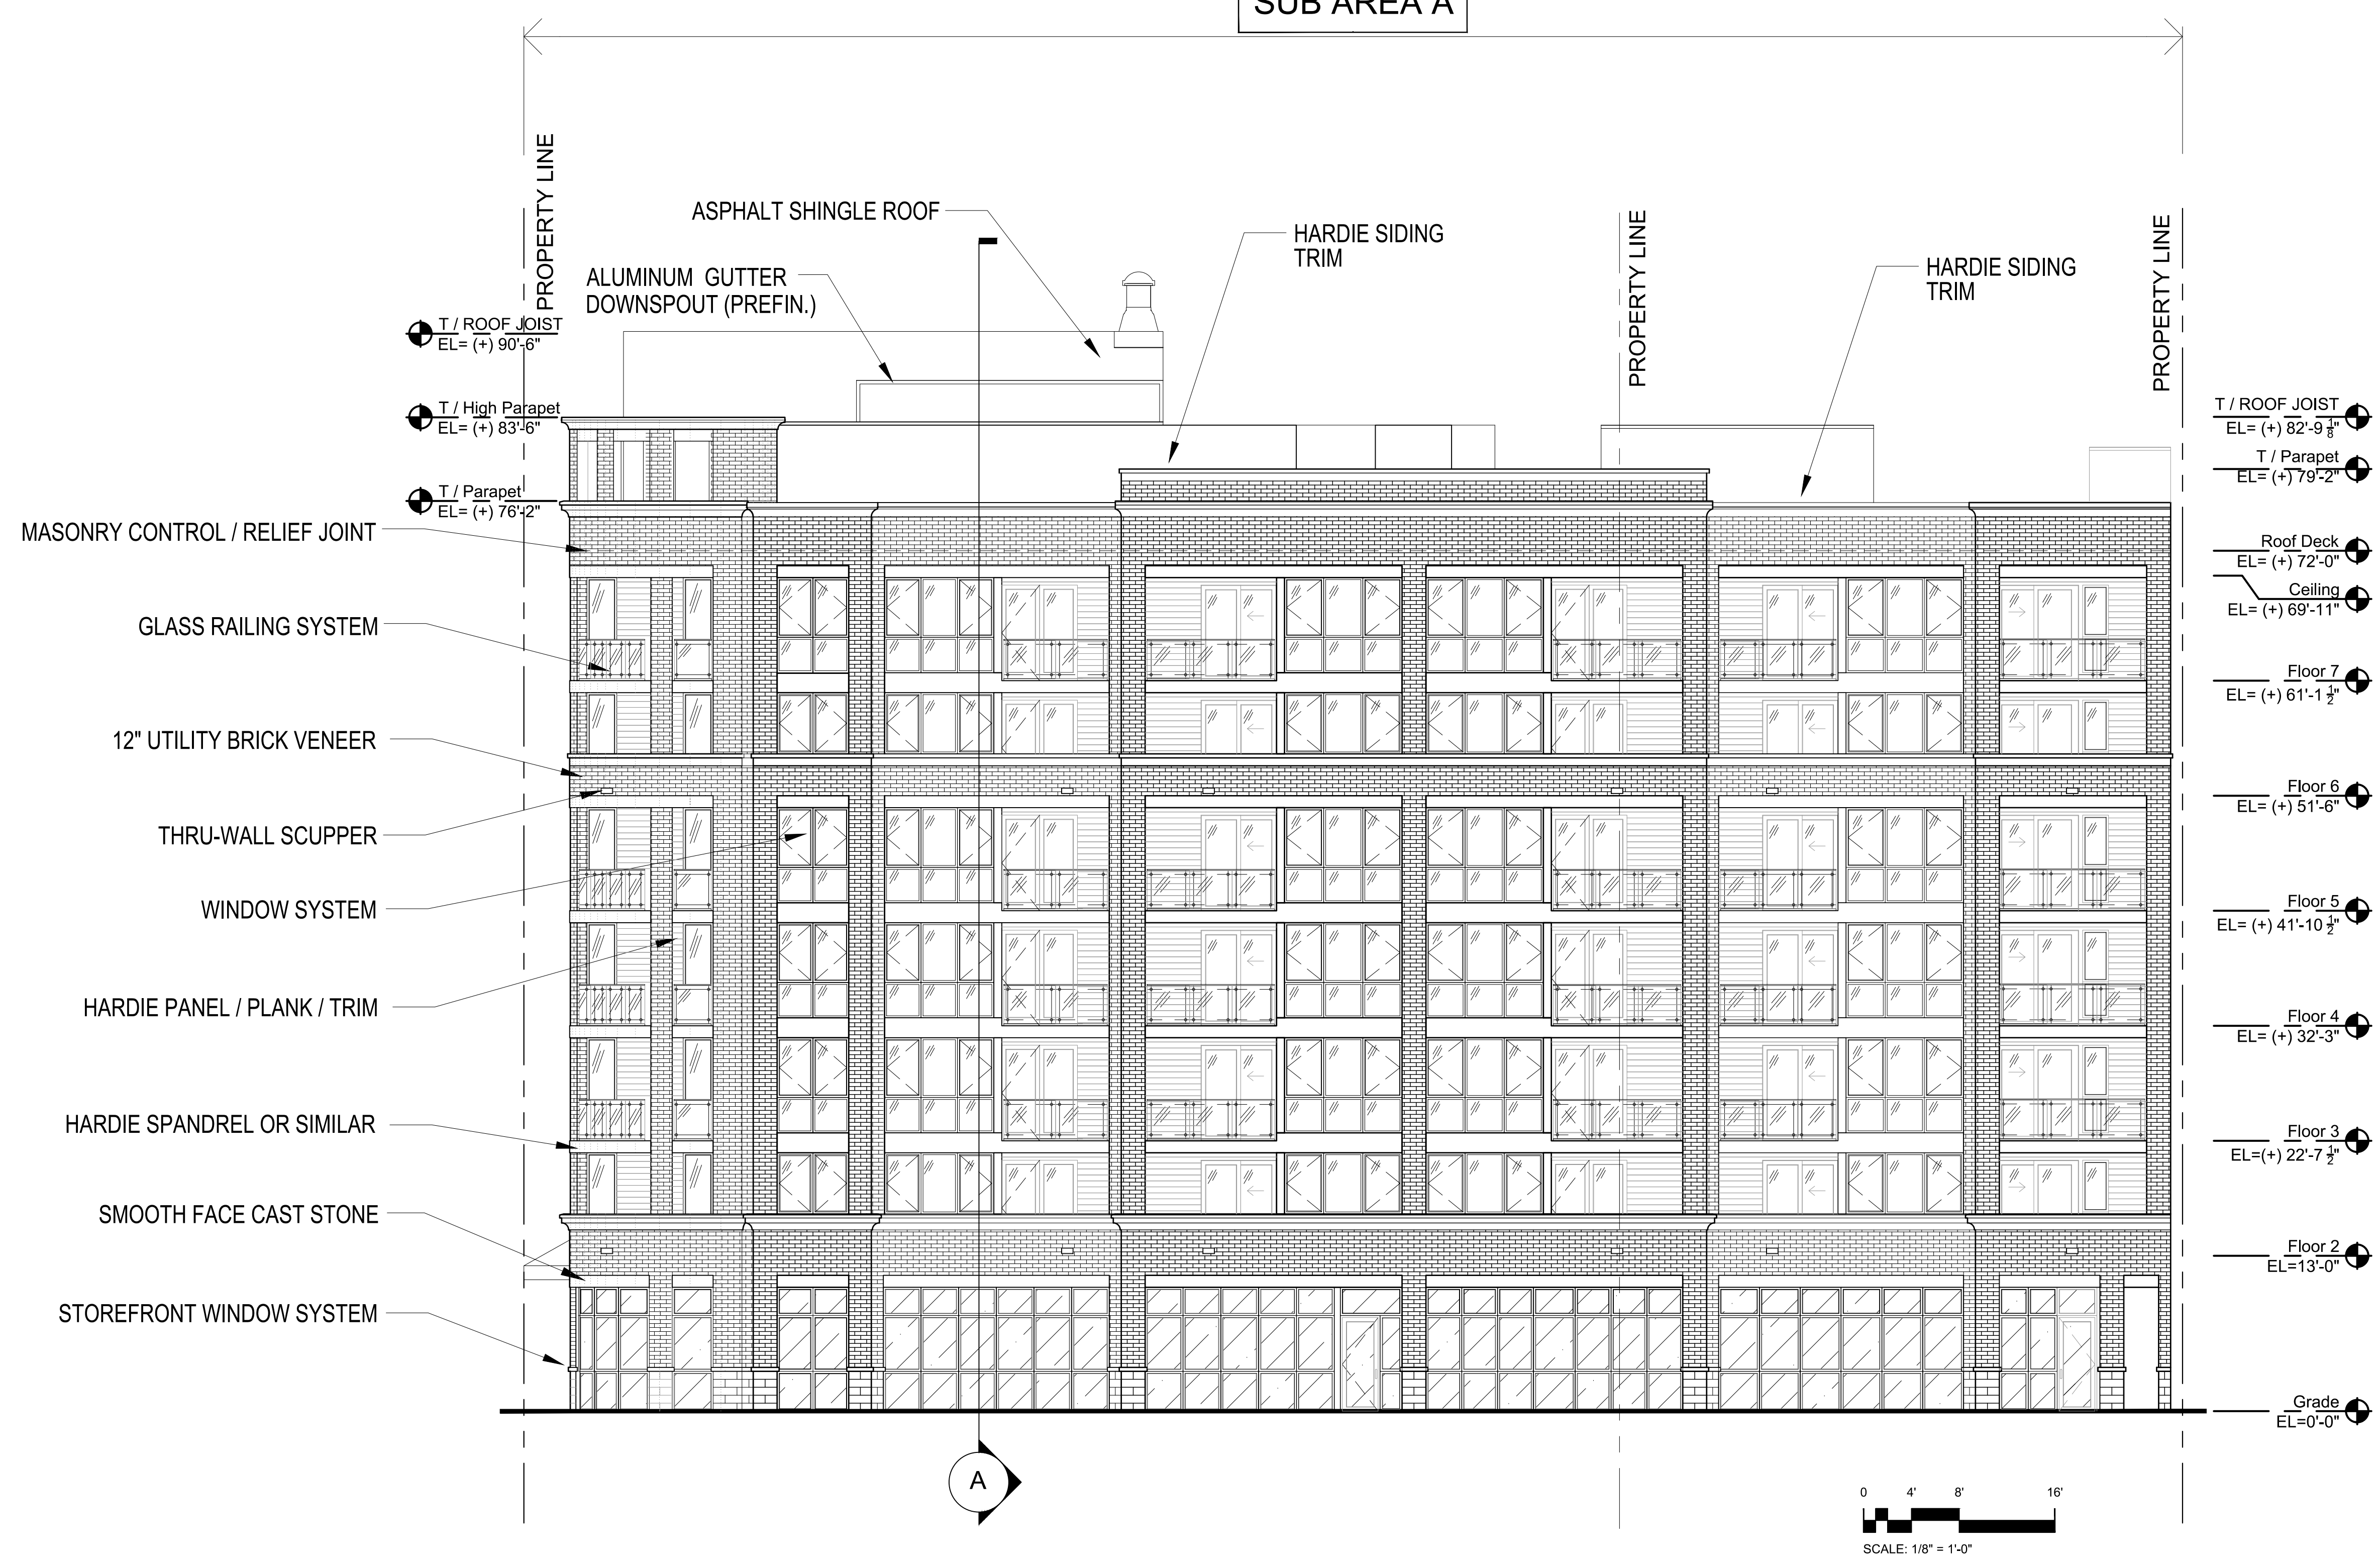 SUB AREA A
PROPERTY LINE
PROPERTY LINE
PROPERTY LINE
ASPHALT SHINGLE ROOF
ALUMINUM GUTTER
DOWNSPOUT (PREFIN.)
HARDIE SIDING
TRIM
HARDIE SIDING
TRIM
T / ROOF JOIST
EL= (+) 90'-6"
T / High Parapet
EL= (+) 83'-6"
T / Parapet
EL= (+) 76'-2"
MASONRY CONTROL / RELIEF JOINT
GLASS RAILING SYSTEM
12" UTILITY BRICK VENEER
THRU-WALL SCUPPER
WINDOW SYSTEM
HARDIE PANEL / PLANK / TRIM
HARDIE SPANDREL OR SIMILAR
SMOOTH FACE CAST STONE
STOREFRONT WINDOW SYSTEM
T / ROOF JOIST
EL= (+) 82'-9 1/8"
T / Parapet
EL= (+) 79'-2"
Roof Deck
EL= (+) 72'-0"
Ceiling
EL= (+) 69'-11"
Floor 7
EL= (+) 61'-1 1/2"
Floor 6
EL= (+) 51'-6"
Floor 5
EL= (+) 41'-10 1/2"
Floor 4
EL= (+) 32'-3"
Floor 3
EL=(+) 22'-7 1/2"
Floor 2
EL=13'-0"
Grade
EL=0'-0"
A
0 4' 8' 16'
SCALE: 1/8" = 1'-0"